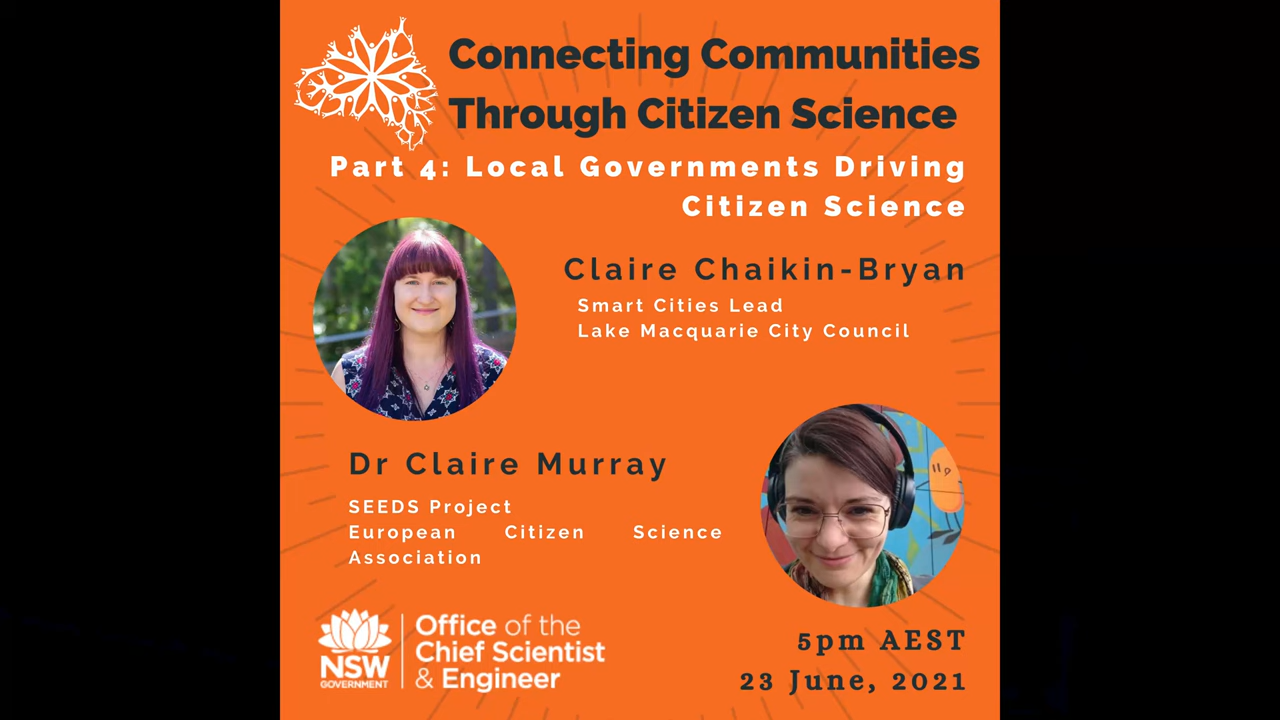 Connecting Communities
Through Citizen Science
Part 4: Local Governments Driving
Citizen Science
Claire Chaikin-Bryan
Smart Cities Lead
Lake Macquarie City Council
Dr Claire Murray
SEEDS Project
European Citizen Science
Association
NSW
GOVERNMENT
Office of the
Chief Scientist
& Engineer
5pm AEST
23 June, 2021